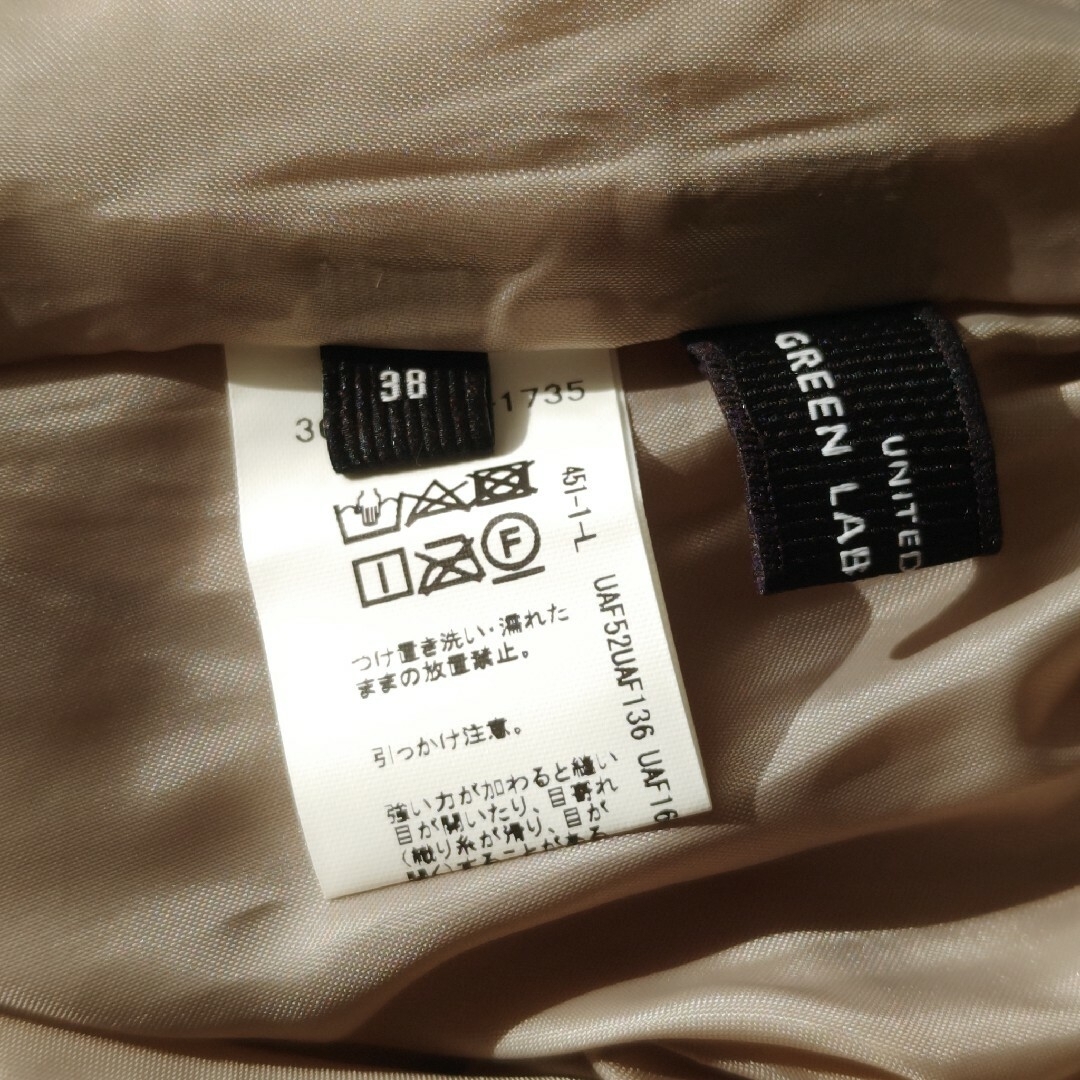 38
-1735
451-1-L
F
つけ置き洗い・濡れた
ままの放置禁止。
引っかけ注意。
強い力が加わると縫い
目が開いたり、目寄れ
(織り糸が滑り、目が
UAF52UAF136 UAF16
GREEN LAB
UNITED